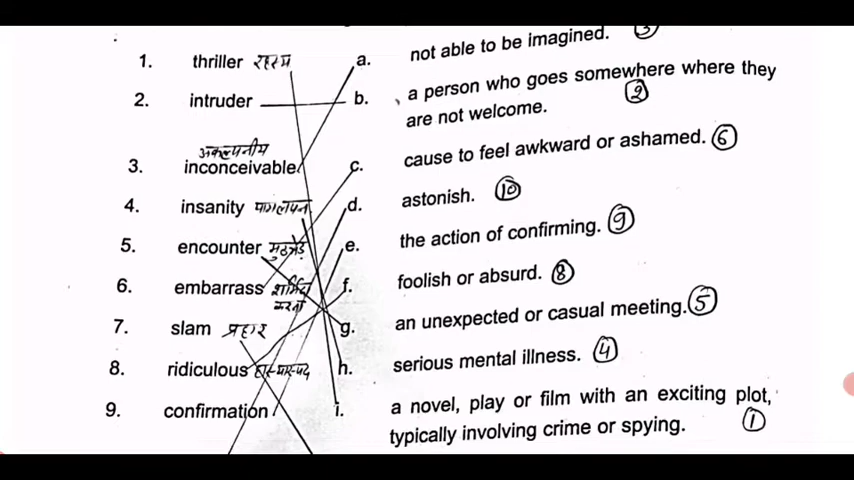 1. thriller रहस्य a. not able to be imagined. ③
2. intruder b. a person who goes somewhere where they
are not welcome. ②
अकल्पनीय
3. inconceivable c. cause to feel awkward or ashamed. ⑥
4. insanity पागलपन d. astonish. ⑩
5. encounter मुठभेड़ e. the action of confirming. ⑨
6. embarrass शर्मिंदा f. foolish or absurd. ⑧
करना
7. slam प्रहार g. an unexpected or casual meeting. ⑤
8. ridiculous हास्यास्पद h. serious mental illness. ④
9. confirmation i. a novel, play or film with an exciting plot,
typically involving crime or spying. ①